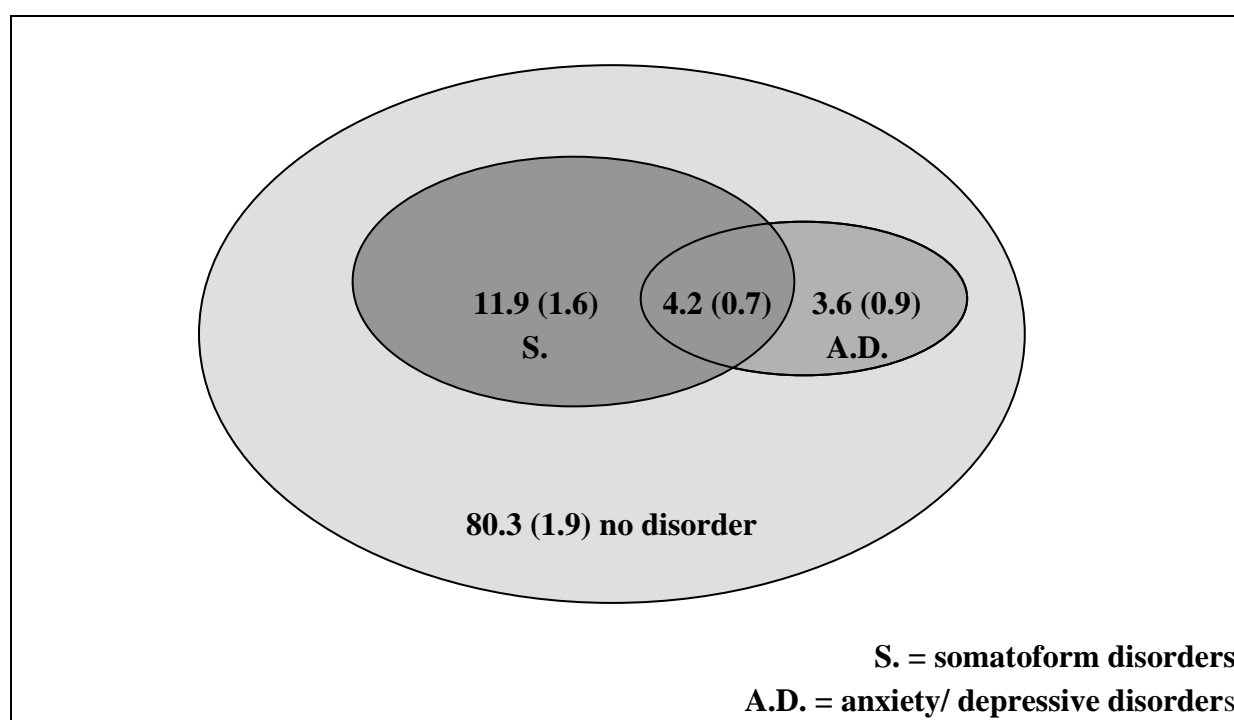 11.9 (1.6) 4.2 (0.7) 3.6 (0.9)
S. A.D.
80.3 (1.9) no disorder
S. = somatoform disorders
A.D. = anxiety/ depressive disorders